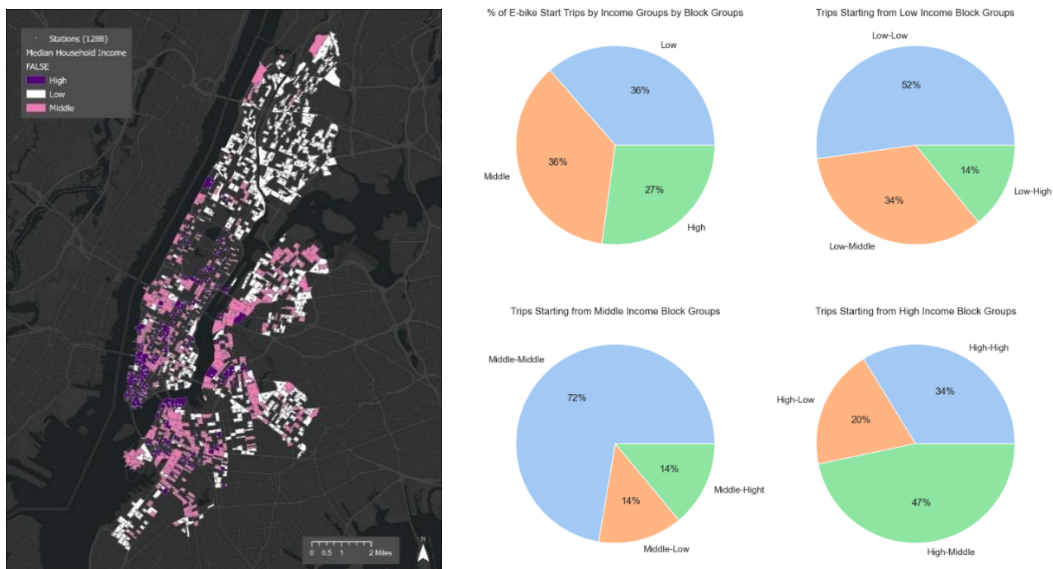 Stations (1288)
Median Household Income
FALSE
High
Low
Middle
0 0.5 1 2 Miles
N
% of E-bike Start Trips by Income Groups by Block Groups
Low
36%
36%
Middle
27%
High
Trips Starting from Low Income Block Groups
Low-Low
52%
14%
Low-High
34%
Low-Middle
Trips Starting from Middle Income Block Groups
Middle-Middle
72%
14%
Middle-Hight
14%
Middle-Low
Trips Starting from High Income Block Groups
High-High
34%
High-Low
20%
47%
High-Middle